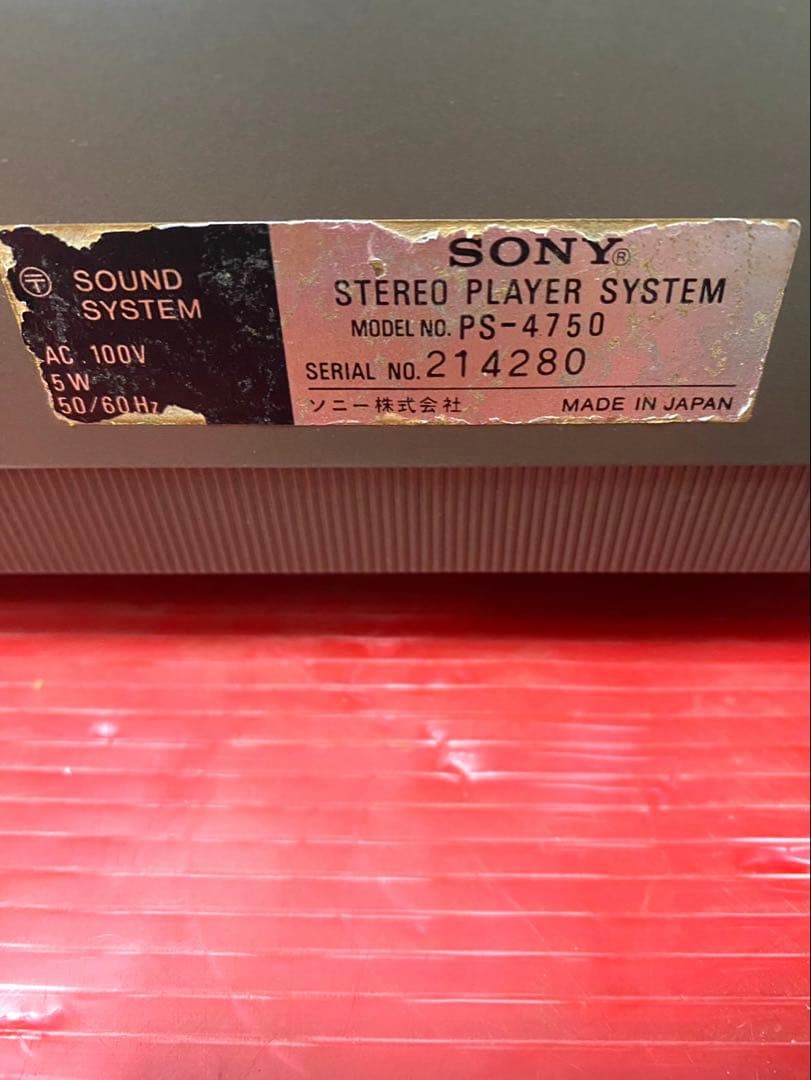 〒 SOUND
SYSTEM
AC 100V
5W
50/60Hz
SONY®
STEREO PLAYER SYSTEM
MODEL NO. PS-4750
SERIAL NO. 214280
ソニー株式会社
MADE IN JAPAN